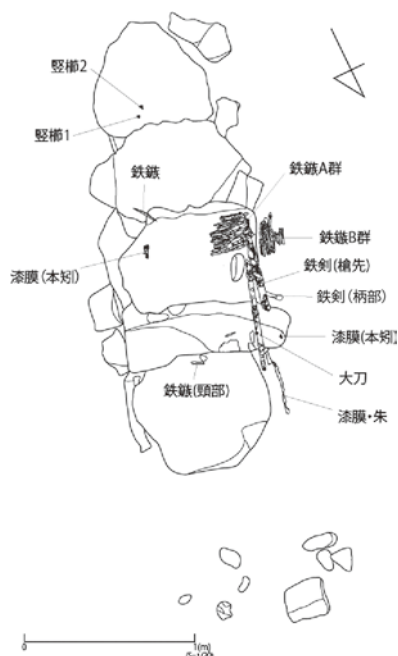 竪櫛2
竪櫛1
鉄鏃
鉄鏃A群
鉄鏃B群
漆膜(本矧)
鉄剣(槍先)
鉄剣(柄部)
漆膜(本矧)
大刀
鉄鏃(頸部)
漆膜・朱
0
1(m)